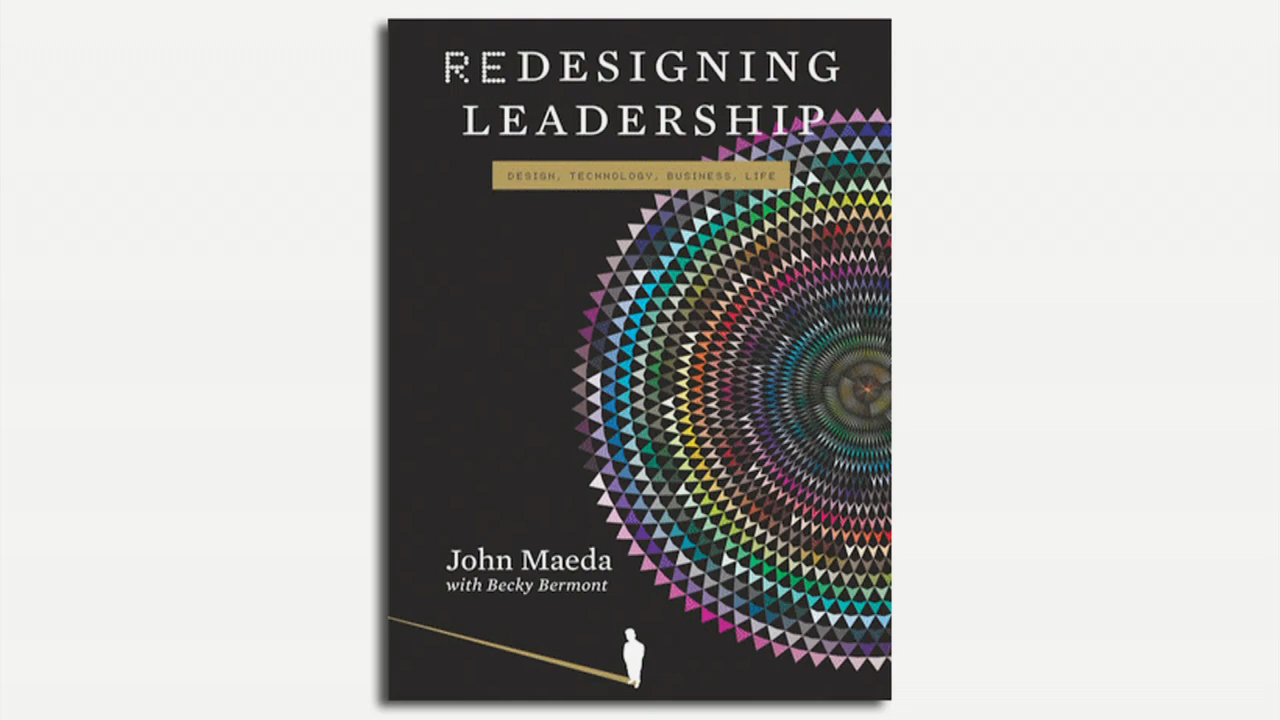 REDESIGNING
LEADERSHIP
DESIGN, TECHNOLOGY, BUSINESS, LIFE
John Maeda
with Becky Bermont